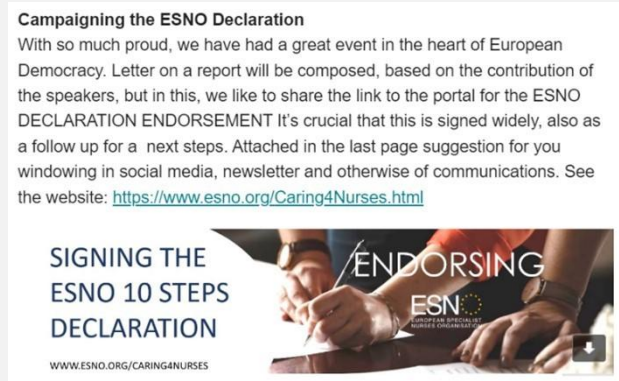 Campaigning the ESNO Declaration
With so much proud, we have had a great event in the heart of European
Democracy. Letter on a report will be composed, based on the contribution of
the speakers, but in this, we like to share the link to the portal for the ESNO
DECLARATION ENDORSEMENT It's crucial that this is signed widely, also as
a follow up for a  next steps. Attached in the last page suggestion for you
windowing in social media, newsletter and otherwise of communications. See
the website: https://www.esno.org/Caring4Nurses.html
SIGNING THE
ESNO 10 STEPS
DECLARATION
WWW.ESNO.ORG/CARING4NURSES
ENDORSING
ESNO
EUROPEAN SPECIALIST
NURSES ORGANISATION